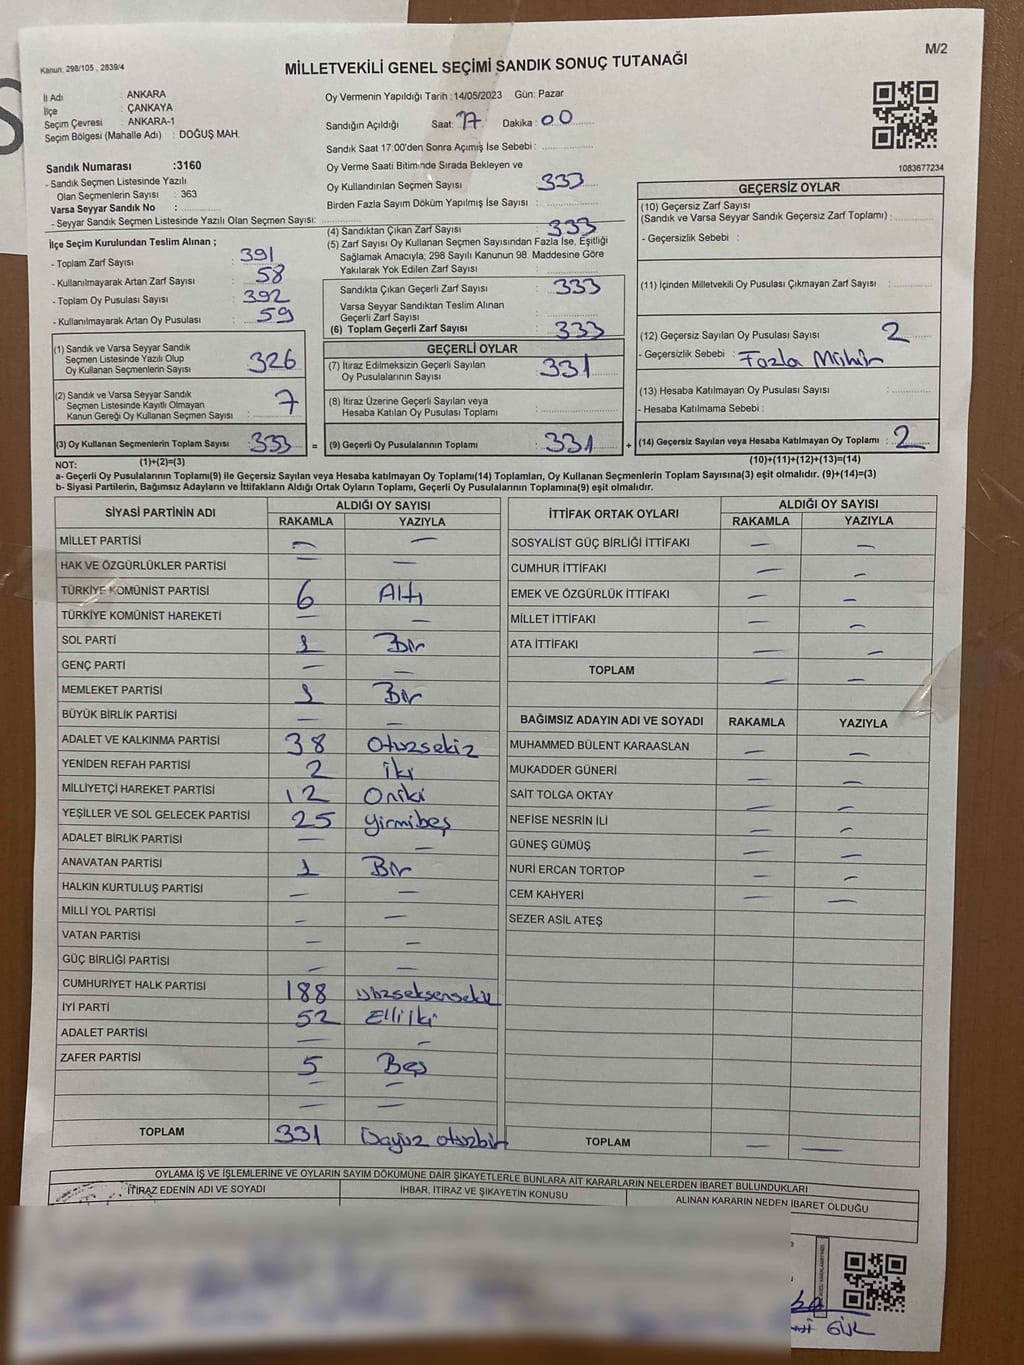 M/2
Kanun: 298/105 , 2839/4
MİLLETVEKİLİ GENEL SEÇİMİ SANDIK SONUÇ TUTANAĞI
İl Adı : ANKARA
İlçe : ÇANKAYA
Seçim Çevresi : ANKARA-1
Seçim Bölgesi (Mahalle Adı) : DOĞUŞ MAH.
Sandık Numarası :3160
- Sandık Seçmen Listesinde Yazılı
Olan Seçmenlerin Sayısı : 363
Varsa Seyyar Sandık No :
- Seyyar Sandık Seçmen Listesinde Yazılı Olan Seçmen Sayısı:
Oy Vermenin Yapıldığı Tarih :14/05/2023 Gün: Pazar
Sandığın Açıldığı Saat: 17 Dakika: 00
Sandık Saat 17:00'den Sonra Açımış İse Sebebi :
Oy Verme Saati Bitiminde Sırada Bekleyen ve
Oy Kullandırılan Seçmen Sayısı : 333
Birden Fazla Sayım Döküm Yapılmış İse Sayısı :
1083677234
İlçe Seçim Kurulundan Teslim Alınan ;
- Toplam Zarf Sayısı : 391
- Kullanılmayarak Artan Zarf Sayısı : 58
- Toplam Oy Pusulası Sayısı : 392
- Kullanılmayarak Artan Oy Pusulası : 59
(1) Sandık ve Varsa Seyyar Sandık
Seçmen Listesinde Yazılı Olup
Oy Kullanan Seçmenlerin Sayısı : 326
(2) Sandık ve Varsa Seyyar Sandık
Seçmen Listesinde Kayıtlı Olmayan
Kanun Gereği Oy Kullanan Seçmen Sayısı : 7
(3) Oy Kullanan Seçmenlerin Toplam Sayısı : 333 =
(1)+(2)=(3)
(4) Sandıktan Çıkan Zarf Sayısı : 333
(5) Zarf Sayısı Oy Kullanan Seçmen Sayısından Fazla İse, Eşitliği
Sağlamak Amacıyla; 298 Sayılı Kanunun 98. Maddesine Göre
Yakılarak Yok Edilen Zarf Sayısı :
Sandıkta Çıkan Geçerli Zarf Sayısı : 333
Varsa Seyyar Sandıktan Teslim Alınan
Geçerli Zarf Sayısı :
(6) Toplam Geçerli Zarf Sayısı : 333
GEÇERLİ OYLAR
(7) İtiraz Edilmeksizin Geçerli Sayılan
Oy Pusulalarının Sayısı : 331
(8) İtiraz Üzerine Geçerli Sayılan veya
Hesaba Katılan Oy Pusulası Toplamı :
(9) Geçerli Oy Pusulalarının Toplamı : 331 +
GEÇERSİZ OYLAR
(10) Geçersiz Zarf Sayısı
(Sandık ve Varsa Seyyar Sandık Geçersiz Zarf Toplamı) :
- Geçersizlik Sebebi :
(11) İçinden Milletvekili Oy Pusulası Çıkmayan Zarf Sayısı :
(12) Geçersiz Sayılan Oy Pusulası Sayısı : 2
- Geçersizlik Sebebi : Fazla Mühür
(13) Hesaba Katılmayan Oy Pusulası Sayısı :
- Hesaba Katılmama Sebebi :
(14) Geçersiz Sayılan veya Hesaba Katılmayan Oy Toplamı : 2
(10)+(11)+(12)+(13)=(14)
NOT:
a- Geçerli Oy Pusulalarının Toplamı(9) ile Geçersiz Sayılan veya Hesaba katılmayan Oy Toplamı(14) Toplamları, Oy Kullanan Seçmenlerin Toplam Sayısına(3) eşit olmalıdır. (9)+(14)=(3)
b- Siyasi Partilerin, Bağımsız Adayların ve İttifakların Aldığı Ortak Oyların Toplamı, Geçerli Oy Pusulalarının Toplamına(9) eşit olmalıdır.
SİYASİ PARTİNİN ADI ALDIĞI OY SAYISI
RAKAMLA YAZIYLA
MİLLET PARTİSİ — —
HAK VE ÖZGÜRLÜKLER PARTİSİ — —
TÜRKİYE KOMÜNİST PARTİSİ 6 Altı
TÜRKİYE KOMÜNİST HAREKETİ — —
SOL PARTİ 1 Bir
GENÇ PARTİ — —
MEMLEKET PARTİSİ 1 Bir
BÜYÜK BİRLİK PARTİSİ — —
ADALET VE KALKINMA PARTİSİ 38 Otuzsekiz
YENİDEN REFAH PARTİSİ 2 iki
MİLLİYETÇİ HAREKET PARTİSİ 12 Oniki
YEŞİLLER VE SOL GELECEK PARTİSİ 25 yirmibeş
ADALET BİRLİK PARTİSİ — —
ANAVATAN PARTİSİ 1 Bir
HALKIN KURTULUŞ PARTİSİ — —
MİLLİ YOL PARTİSİ — —
VATAN PARTİSİ — —
GÜÇ BİRLİĞİ PARTİSİ — —
CUMHURİYET HALK PARTİSİ 188
İYİ PARTİ 52 Elliiki
ADALET PARTİSİ — —
ZAFER PARTİSİ 5 Beş
— —
— —
TOPLAM 331 Üçyüz otuzbir
İTTİFAK ORTAK OYLARI ALDIĞI OY SAYISI
RAKAMLA YAZIYLA
SOSYALİST GÜÇ BİRLİĞİ İTTİFAKI — —
CUMHUR İTTİFAKI — —
EMEK VE ÖZGÜRLÜK İTTİFAKI — —
MİLLET İTTİFAKI — —
ATA İTTİFAKI — —
TOPLAM — —
BAĞIMSIZ ADAYIN ADI VE SOYADI RAKAMLA YAZIYLA
MUHAMMED BÜLENT KARAASLAN — —
MUKADDER GÜNERİ — —
SAİT TOLGA OKTAY — —
NEFİSE NESRİN İLİ — —
GÜNEŞ GÜMÜŞ — —
NURİ ERCAN TORTOP — —
CEM KAHYERİ — —
SEZER ASİL ATEŞ
TOPLAM — —
OYLAMA İŞ VE İŞLEMLERİNE VE OYLARIN SAYIM DÖKÜMÜNE DAİR ŞİKAYETLERLE BUNLARA AİT KARARLARIN NELERDEN İBARET BULUNDUKLARI
İTİRAZ EDENİN ADI VE SOYADI İHBAR, İTİRAZ VE ŞİKAYETİN KONUSU ALINAN KARARIN NEDEN İBARET OLDUĞU
GÜL